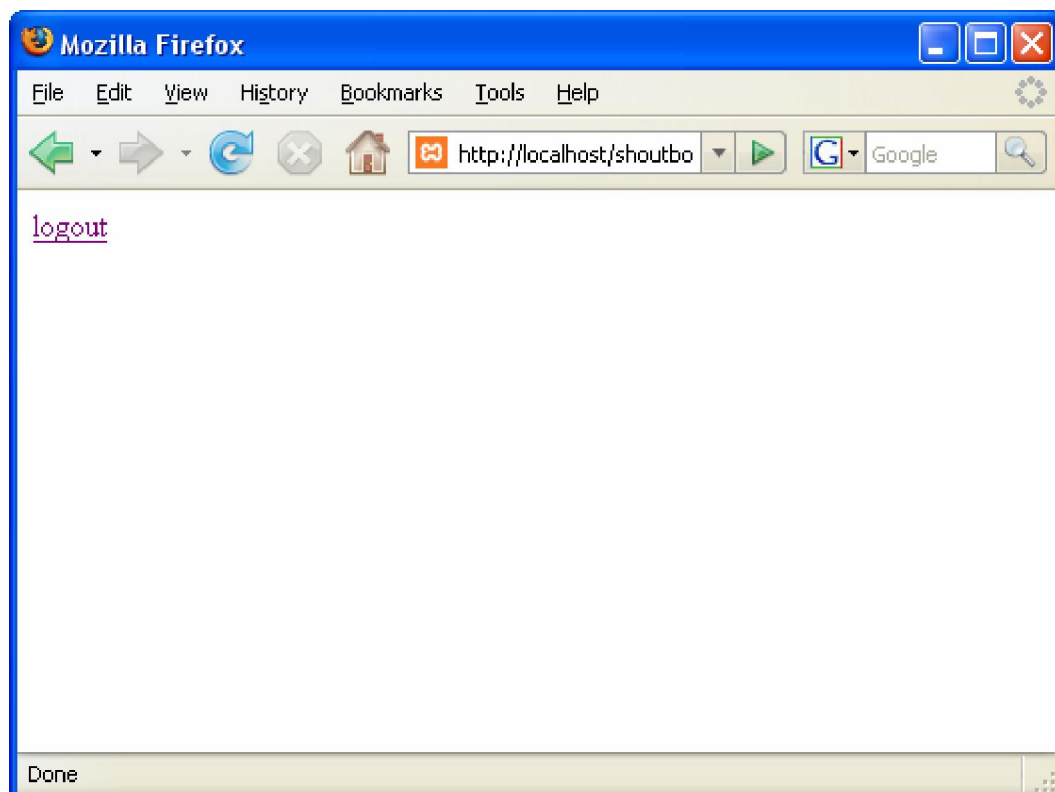 Mozilla Firefox
File Edit View History Bookmarks Tools Help
http://localhost/shoutbo G Google
logout
Done